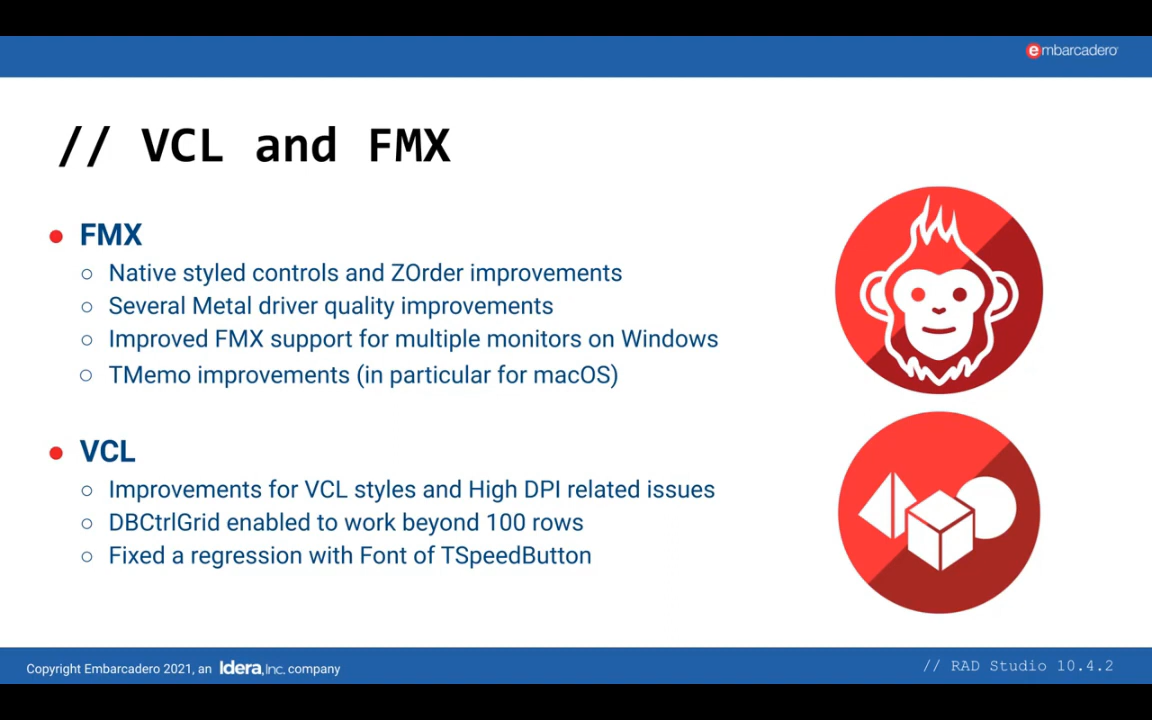 embarcadero
// VCL and FMX
FMX
Native styled controls and ZOrder improvements
Several Metal driver quality improvements
Improved FMX support for multiple monitors on Windows
TMemo improvements (in particular for macOS)
VCL
Improvements for VCL styles and High DPI related issues
DBCtrlGrid enabled to work beyond 100 rows
Fixed a regression with Font of TSpeedButton
Copyright Embarcadero 2021, an Idera, Inc. company
// RAD Studio 10.4.2